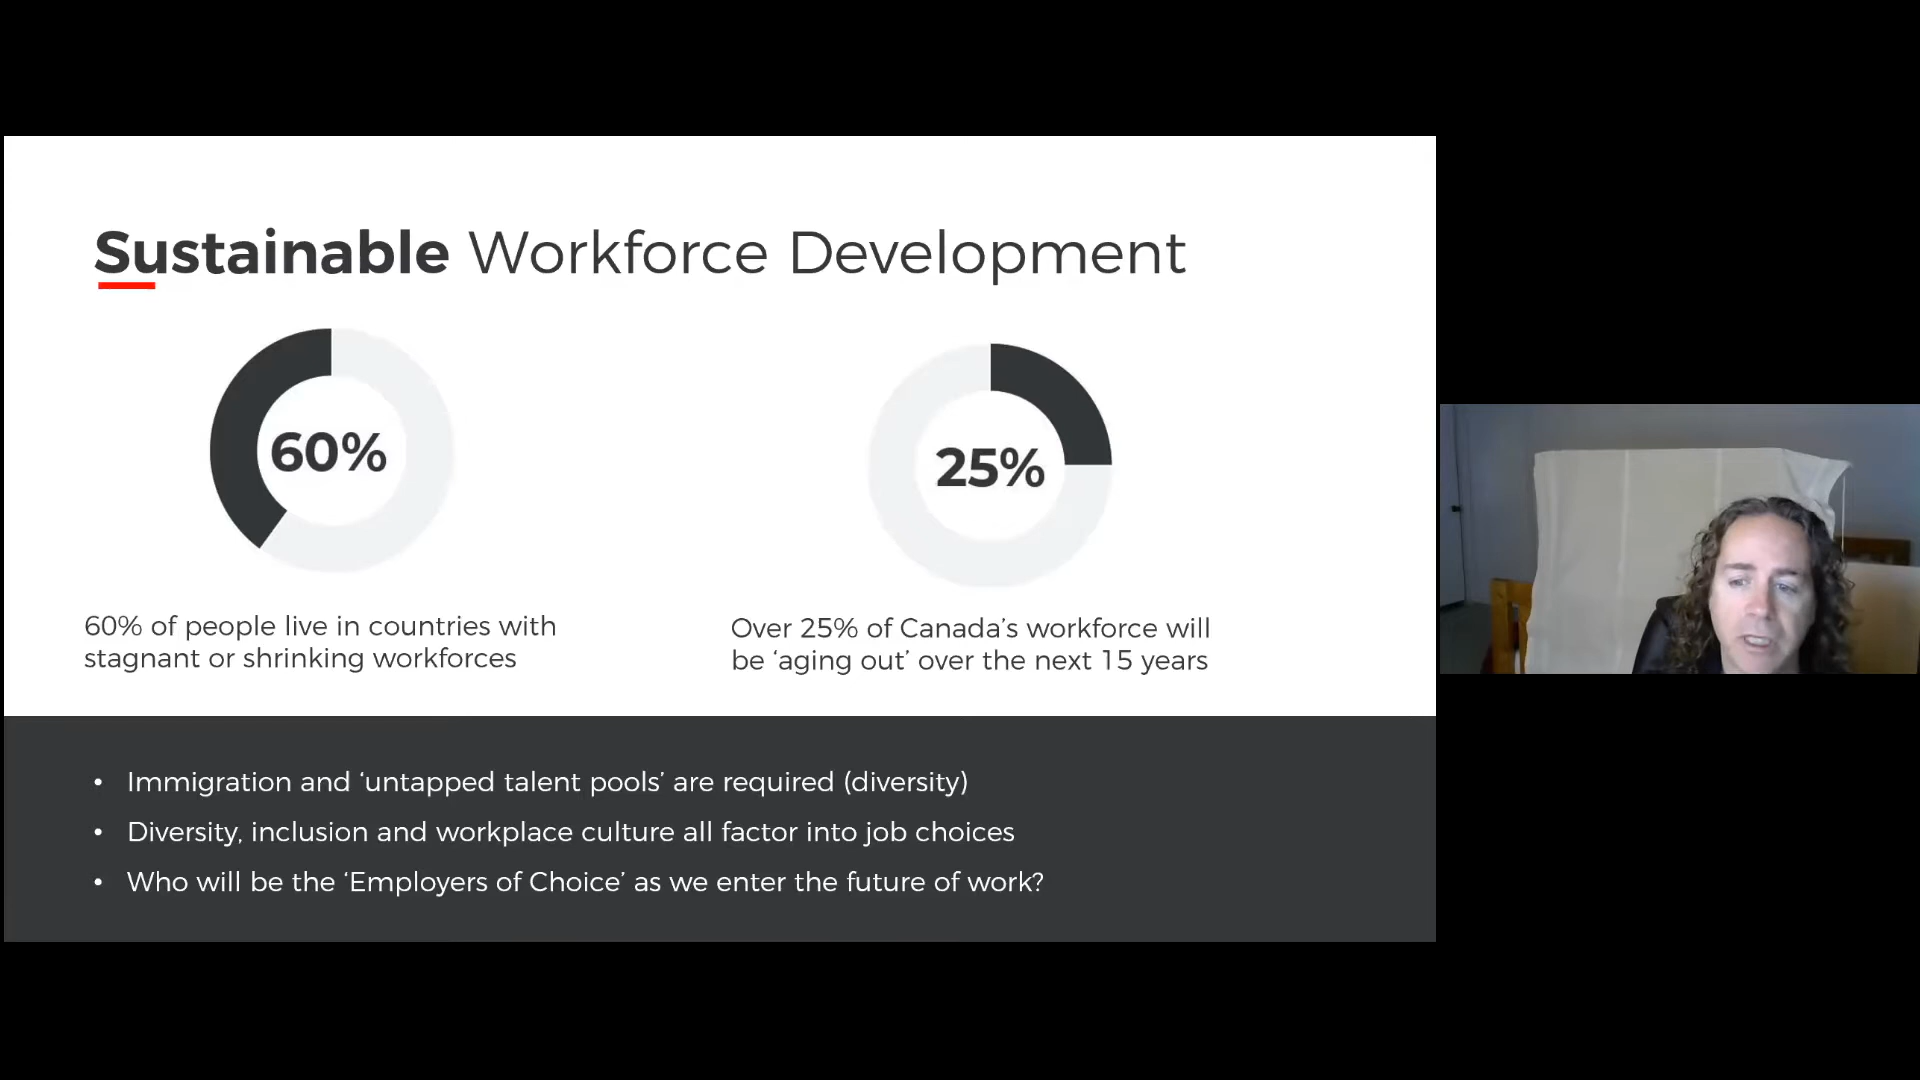 Sustainable Workforce Development
60%
25%
60% of people live in countries with
stagnant or shrinking workforces
Over 25% of Canada’s workforce will
be ‘aging out’ over the next 15 years
• Immigration and ‘untapped talent pools’ are required (diversity)
• Diversity, inclusion and workplace culture all factor into job choices
• Who will be the ‘Employers of Choice’ as we enter the future of work?